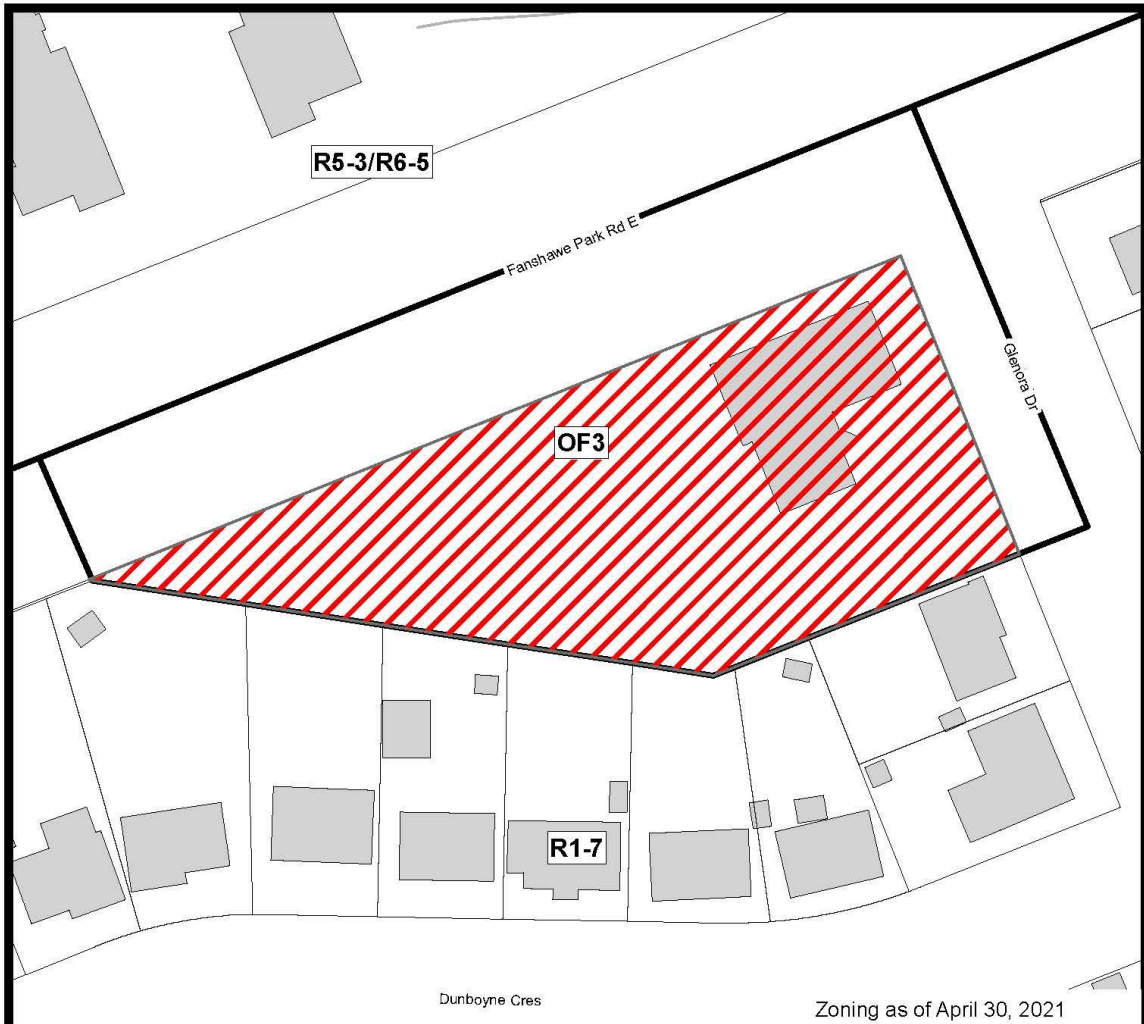 R5-3/R6-5
Fanshawe Park Rd E
Glenora Dr
OF3
R1-7
Dunboyne Cres
Zoning as of April 30, 2021